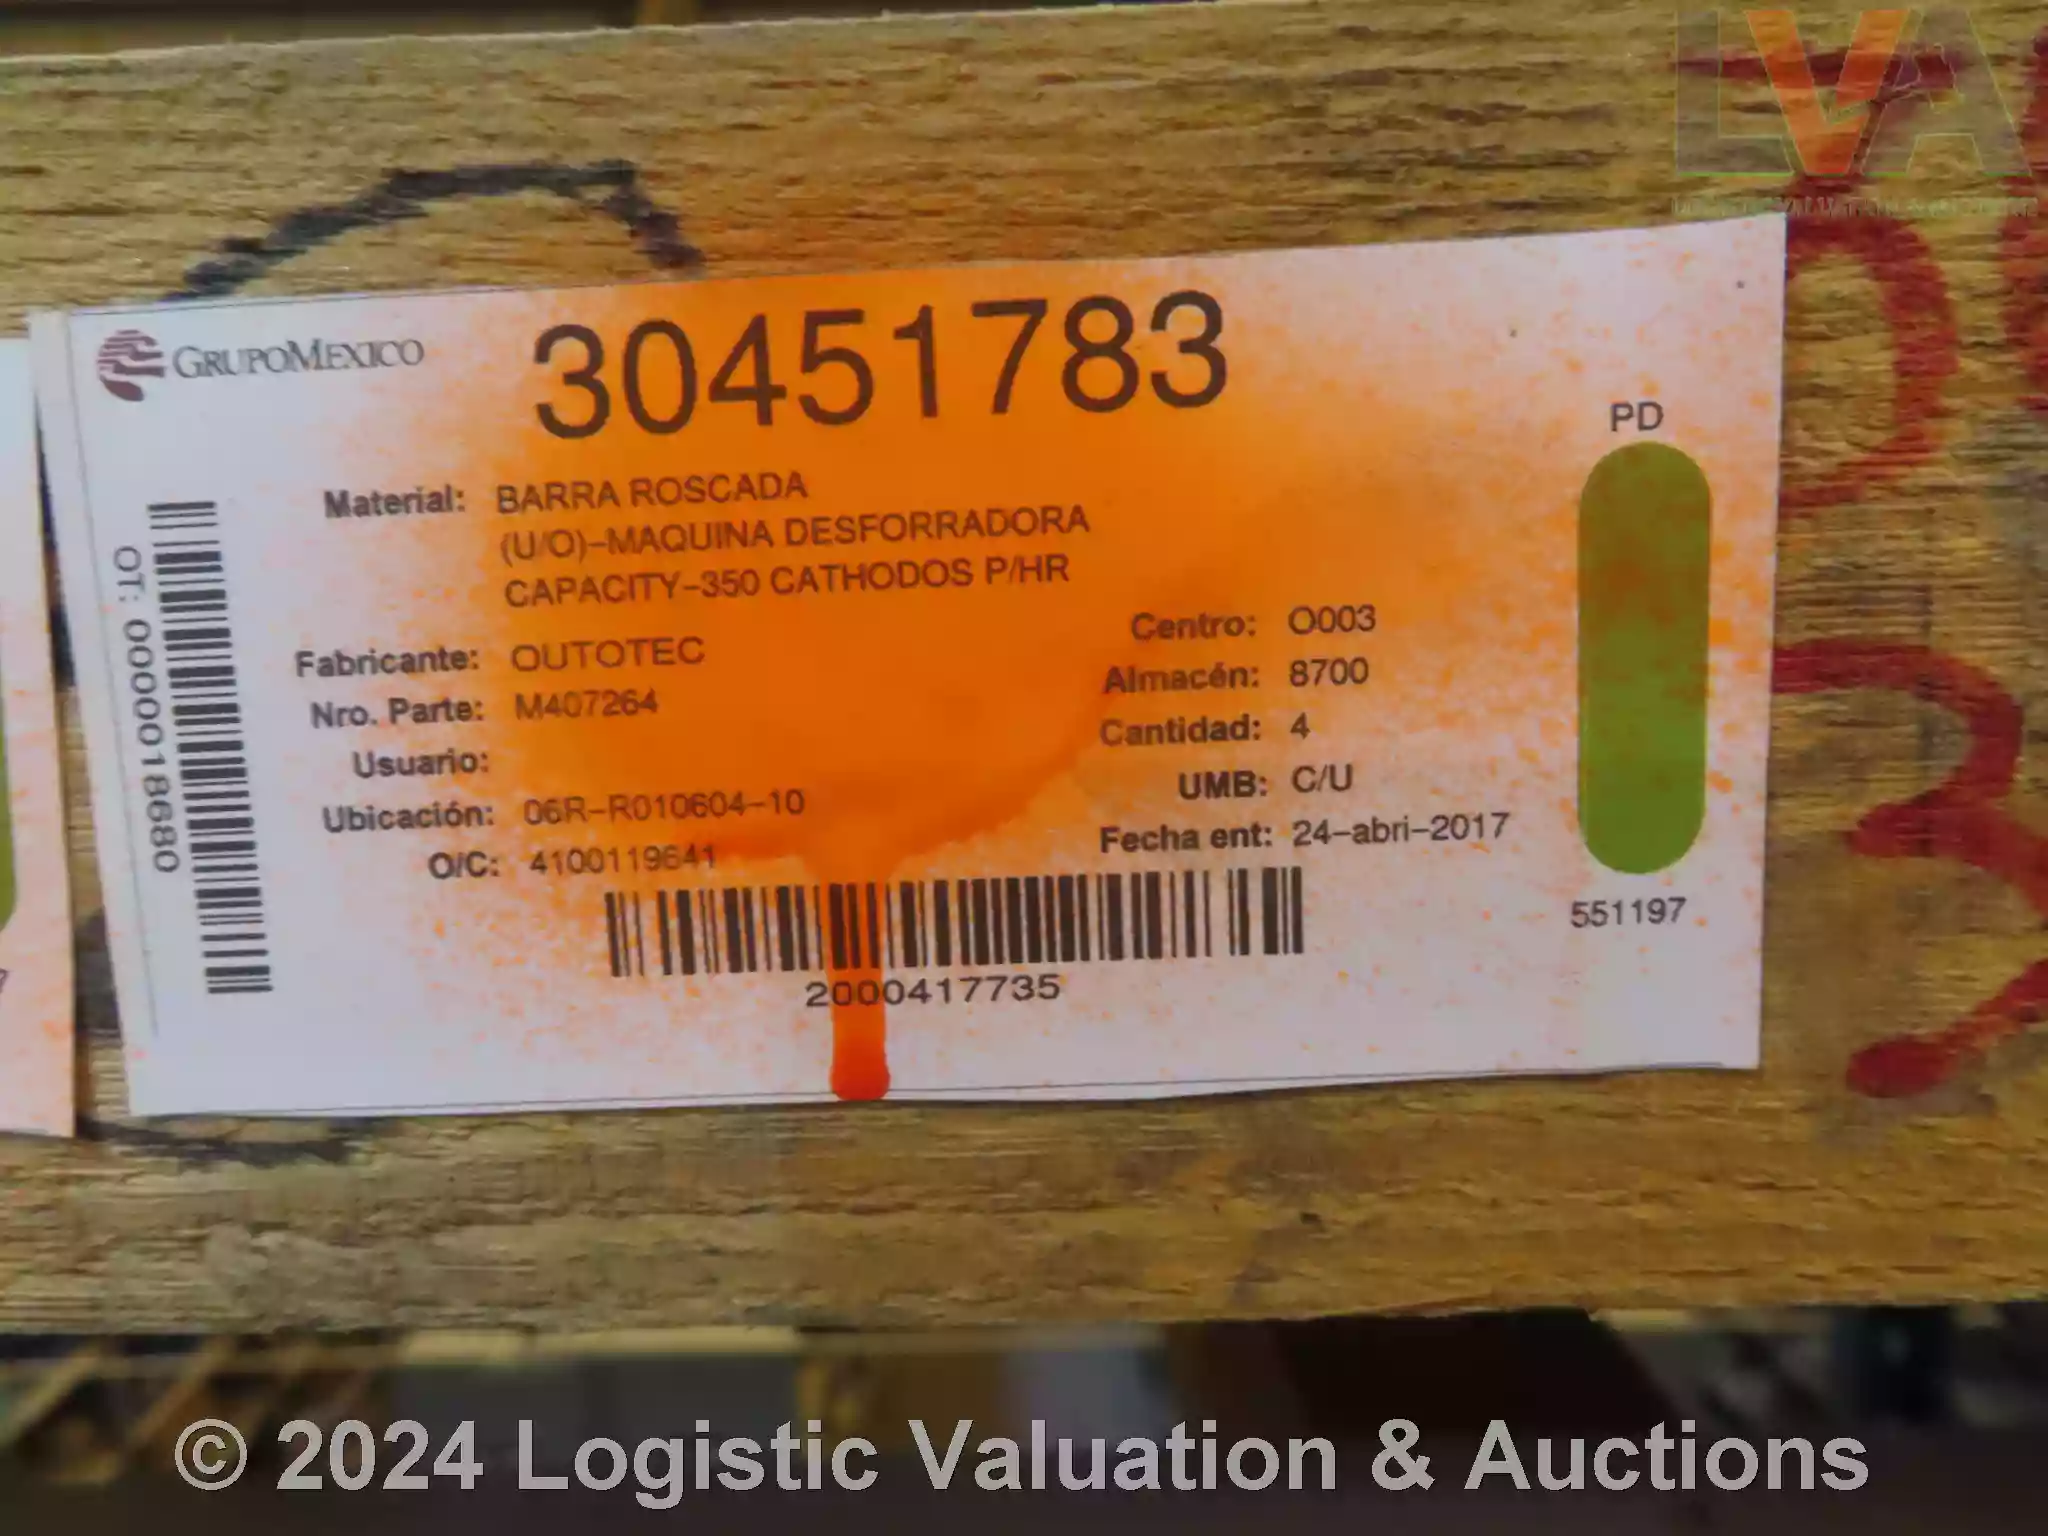 LVA
GRUPOMEXICO
30451783
Material: BARRA ROSCADA
(U/O)-MAQUINA DESFORRADORA
CAPACITY-350 CATHODOS P/HR
Fabricante: OUTOTEC
Nro. Parte: M407264
Usuario:
Ubicación: 06R-R010604-10
O/C: 4100119641
Centro: O003
Almacén: 8700
Cantidad: 4
UMB: C/U
Fecha ent: 24-abri-2017
2000417735
OT: 0000018680
PD
551197
© 2024 Logistic Valuation & Auctions